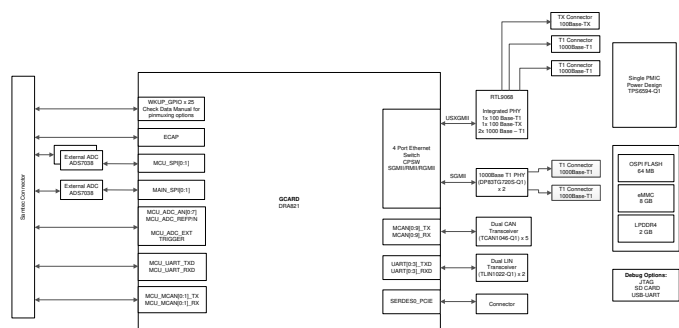 TX Connector
100Base-TX
T1 Connector
1000Base-T1
T1 Connector
1000Base-T1
Single PMIC
Power Design
TPS6594-Q1
RTL9068
Integrated PHY
1x 100 Base-T1
1x 100 Base-TX
2x 1000 Base – T1
USXGMII
WKUP_GPIO x 25
Check Data Manual for
pinmuxing options
ECAP
External ADC
ADS7038
MCU_SPI[0:1]
External ADC
ADS7038
MAIN_SPI[0:1]
Samtec Connector
MCU_ADC_AN[0:7]
MCU_ADC_REFP/N
MCU_ADC_EXT
TRIGGER
MCU_UART_TXD
MCU_UART_RXD
MCU_MCAN[0:1]_TX
MCU_MCAN[0:1]_RX
GCARD
DRA821
4 Port Ethernet
Switch
CPSW
SGMII/RMII/RGMII
SGMII
1000Base T1 PHY
(DP83TG720S-Q1)
x 2
T1 Connector
1000Base-T1
T1 Connector
1000Base-T1
MCAN[0:9]_TX
MCAN[0:9]_RX
Dual CAN
Transceiver
(TCAN1046-Q1) x 5
UART[0:3]_TXD
UART[0:3]_RXD
Dual LIN
Transceiver
(TLIN1022-Q1) x 2
SERDES0_PCIE
Connector
OSPI FLASH
64 MB
eMMC
8 GB
LPDDR4
2 GB
Debug Options:
JTAG
SD CARD
USB-UART